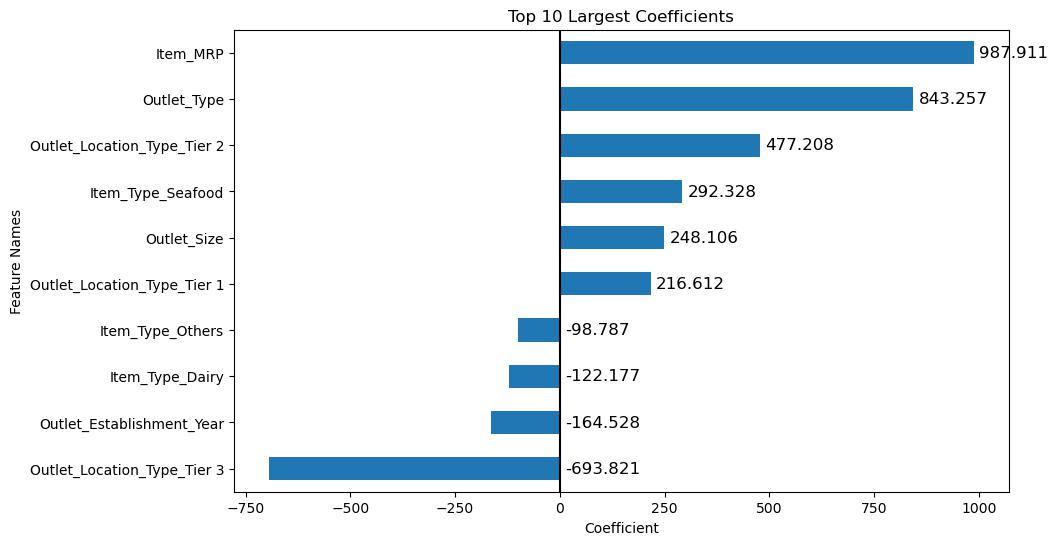 Top 10 Largest Coefficients
Feature Names
Item_MRP
987.911
Outlet_Type
843.257
Outlet_Location_Type_Tier 2
477.208
Item_Type_Seafood
292.328
Outlet_Size
248.106
Outlet_Location_Type_Tier 1
216.612
Item_Type_Others
-98.787
Item_Type_Dairy
-122.177
Outlet_Establishment_Year
-164.528
Outlet_Location_Type_Tier 3
-693.821
−750 −500 −250 0 250 500 750 1000
Coefficient